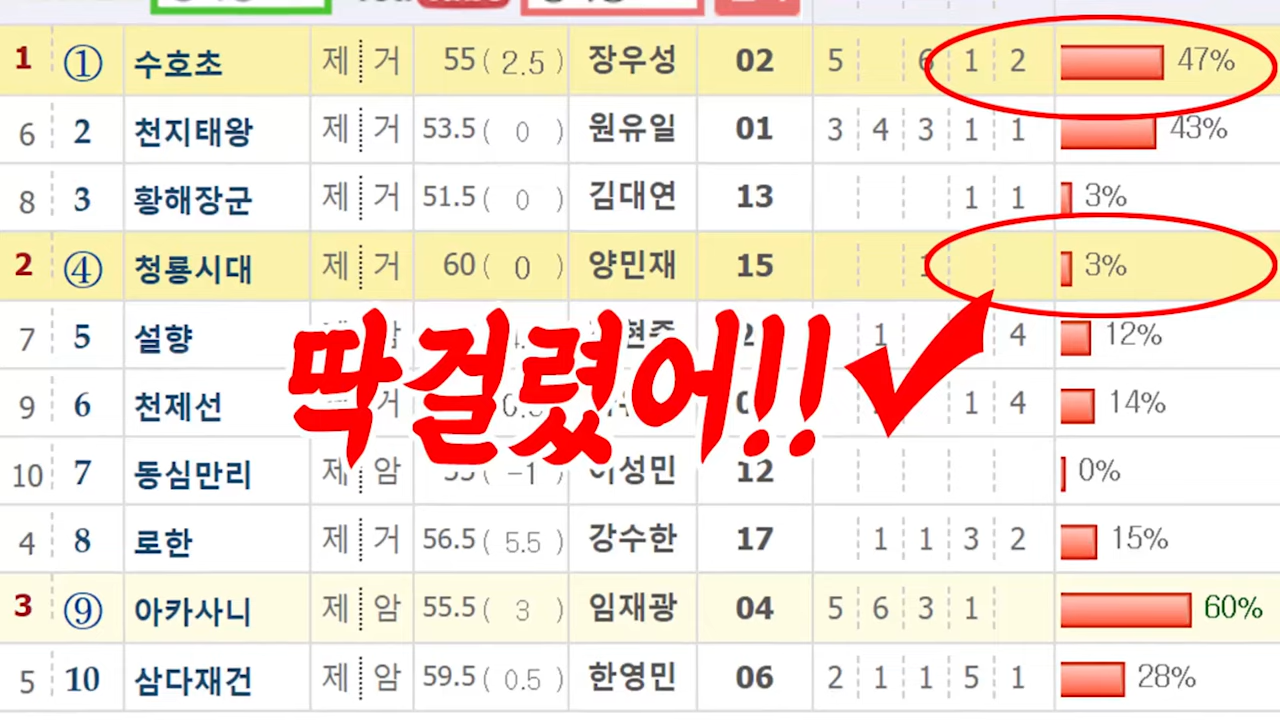 1 ① 수호초 제 거 55 ( 2.5 ) 장우성 02 5 6 1 2 47%
6 2 천지태왕 제 거 53.5 ( 0 ) 원유일 01 3 4 3 1 1 43%
8 3 황해장군 제 거 51.5 ( 0 ) 김대연 13 1 1 3%
2 ④ 청룡시대 제 거 60 ( 0 ) 양민재 15 1 3%
7 5 설향 1 4 12%
딱걸렸어!!
9 6 천제선 거 1 4 14%
10 7 동심만리 제 암 ( -1 ) 이성민 12 0%
4 8 로한 제 거 56.5 ( 5.5 ) 강수한 17 1 1 3 2 15%
3 ⑨ 아카사니 제 암 55.5 ( 3 ) 임재광 04 5 6 3 1 60%
5 10 삼다재건 제 암 59.5 ( 0.5 ) 한영민 06 2 1 1 5 1 28%